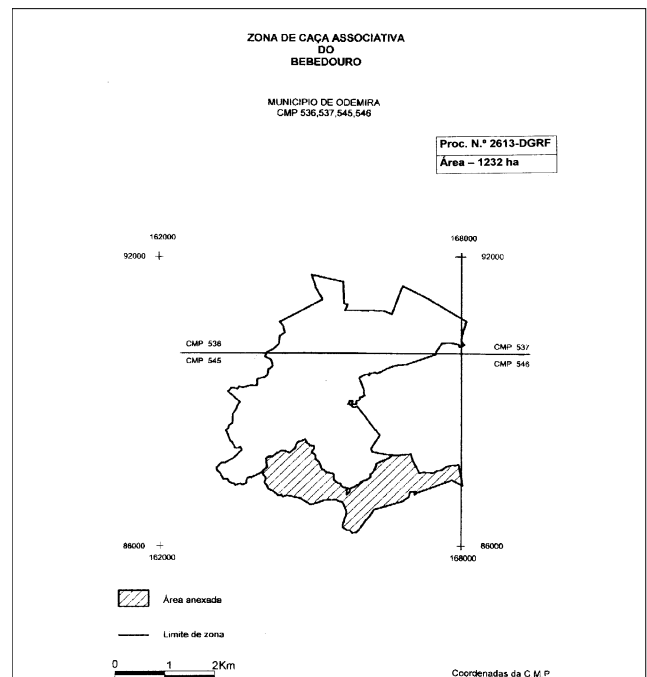 ZONA DE CAÇA ASSOCIATIVA
DO
BEBEDOURO
MUNICIPIO DE ODEMIRA
CMP 536,537,545,546
Proc. N.º 2613-DGRF
Área – 1232 ha
162000
168000
92000
92000
CMP 536
CMP 537
CMP 545
CMP 546
86000
86000
162000
168000
Área anexada
Limite de zona
0 1 2Km
Coordenadas da C.M.P.